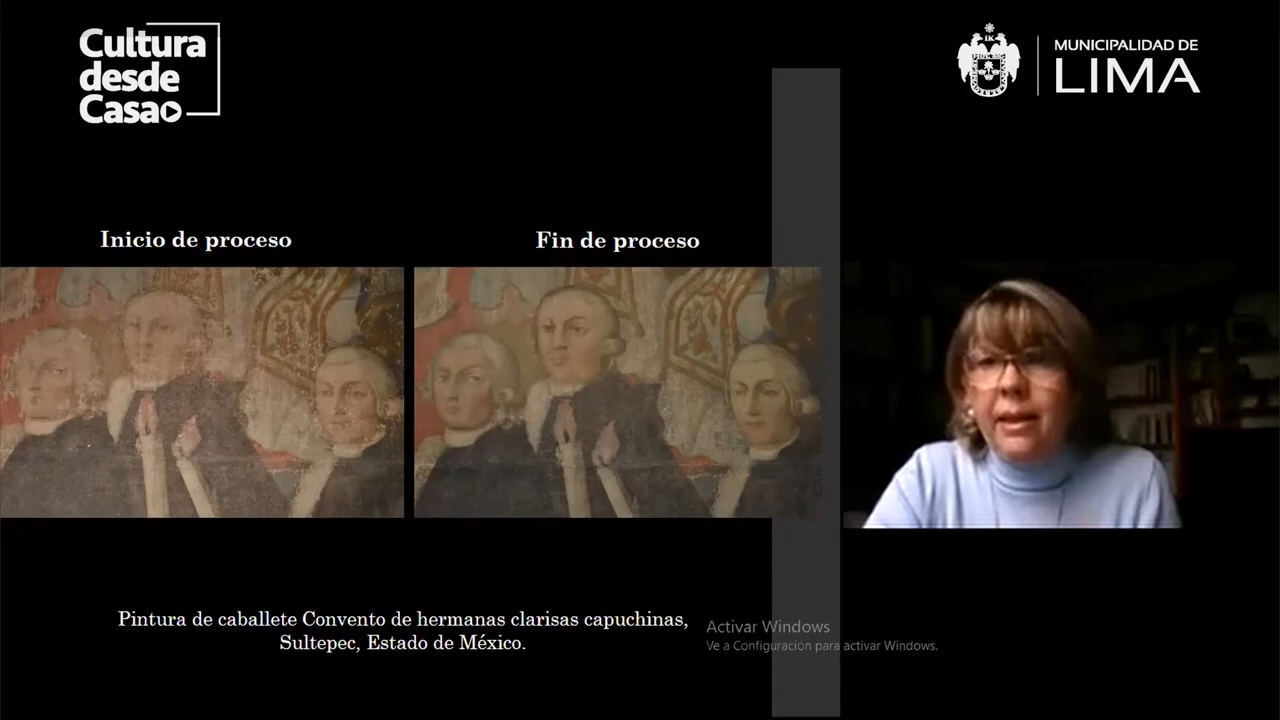 Cultura
desde
Casa
MUNICIPALIDAD DE
LIMA
Inicio de proceso
Fin de proceso
Pintura de caballete Convento de hermanas clarisas capuchinas,
Sultepec, Estado de México.
Activar Windows
Ve a Configuración para activar Windows.